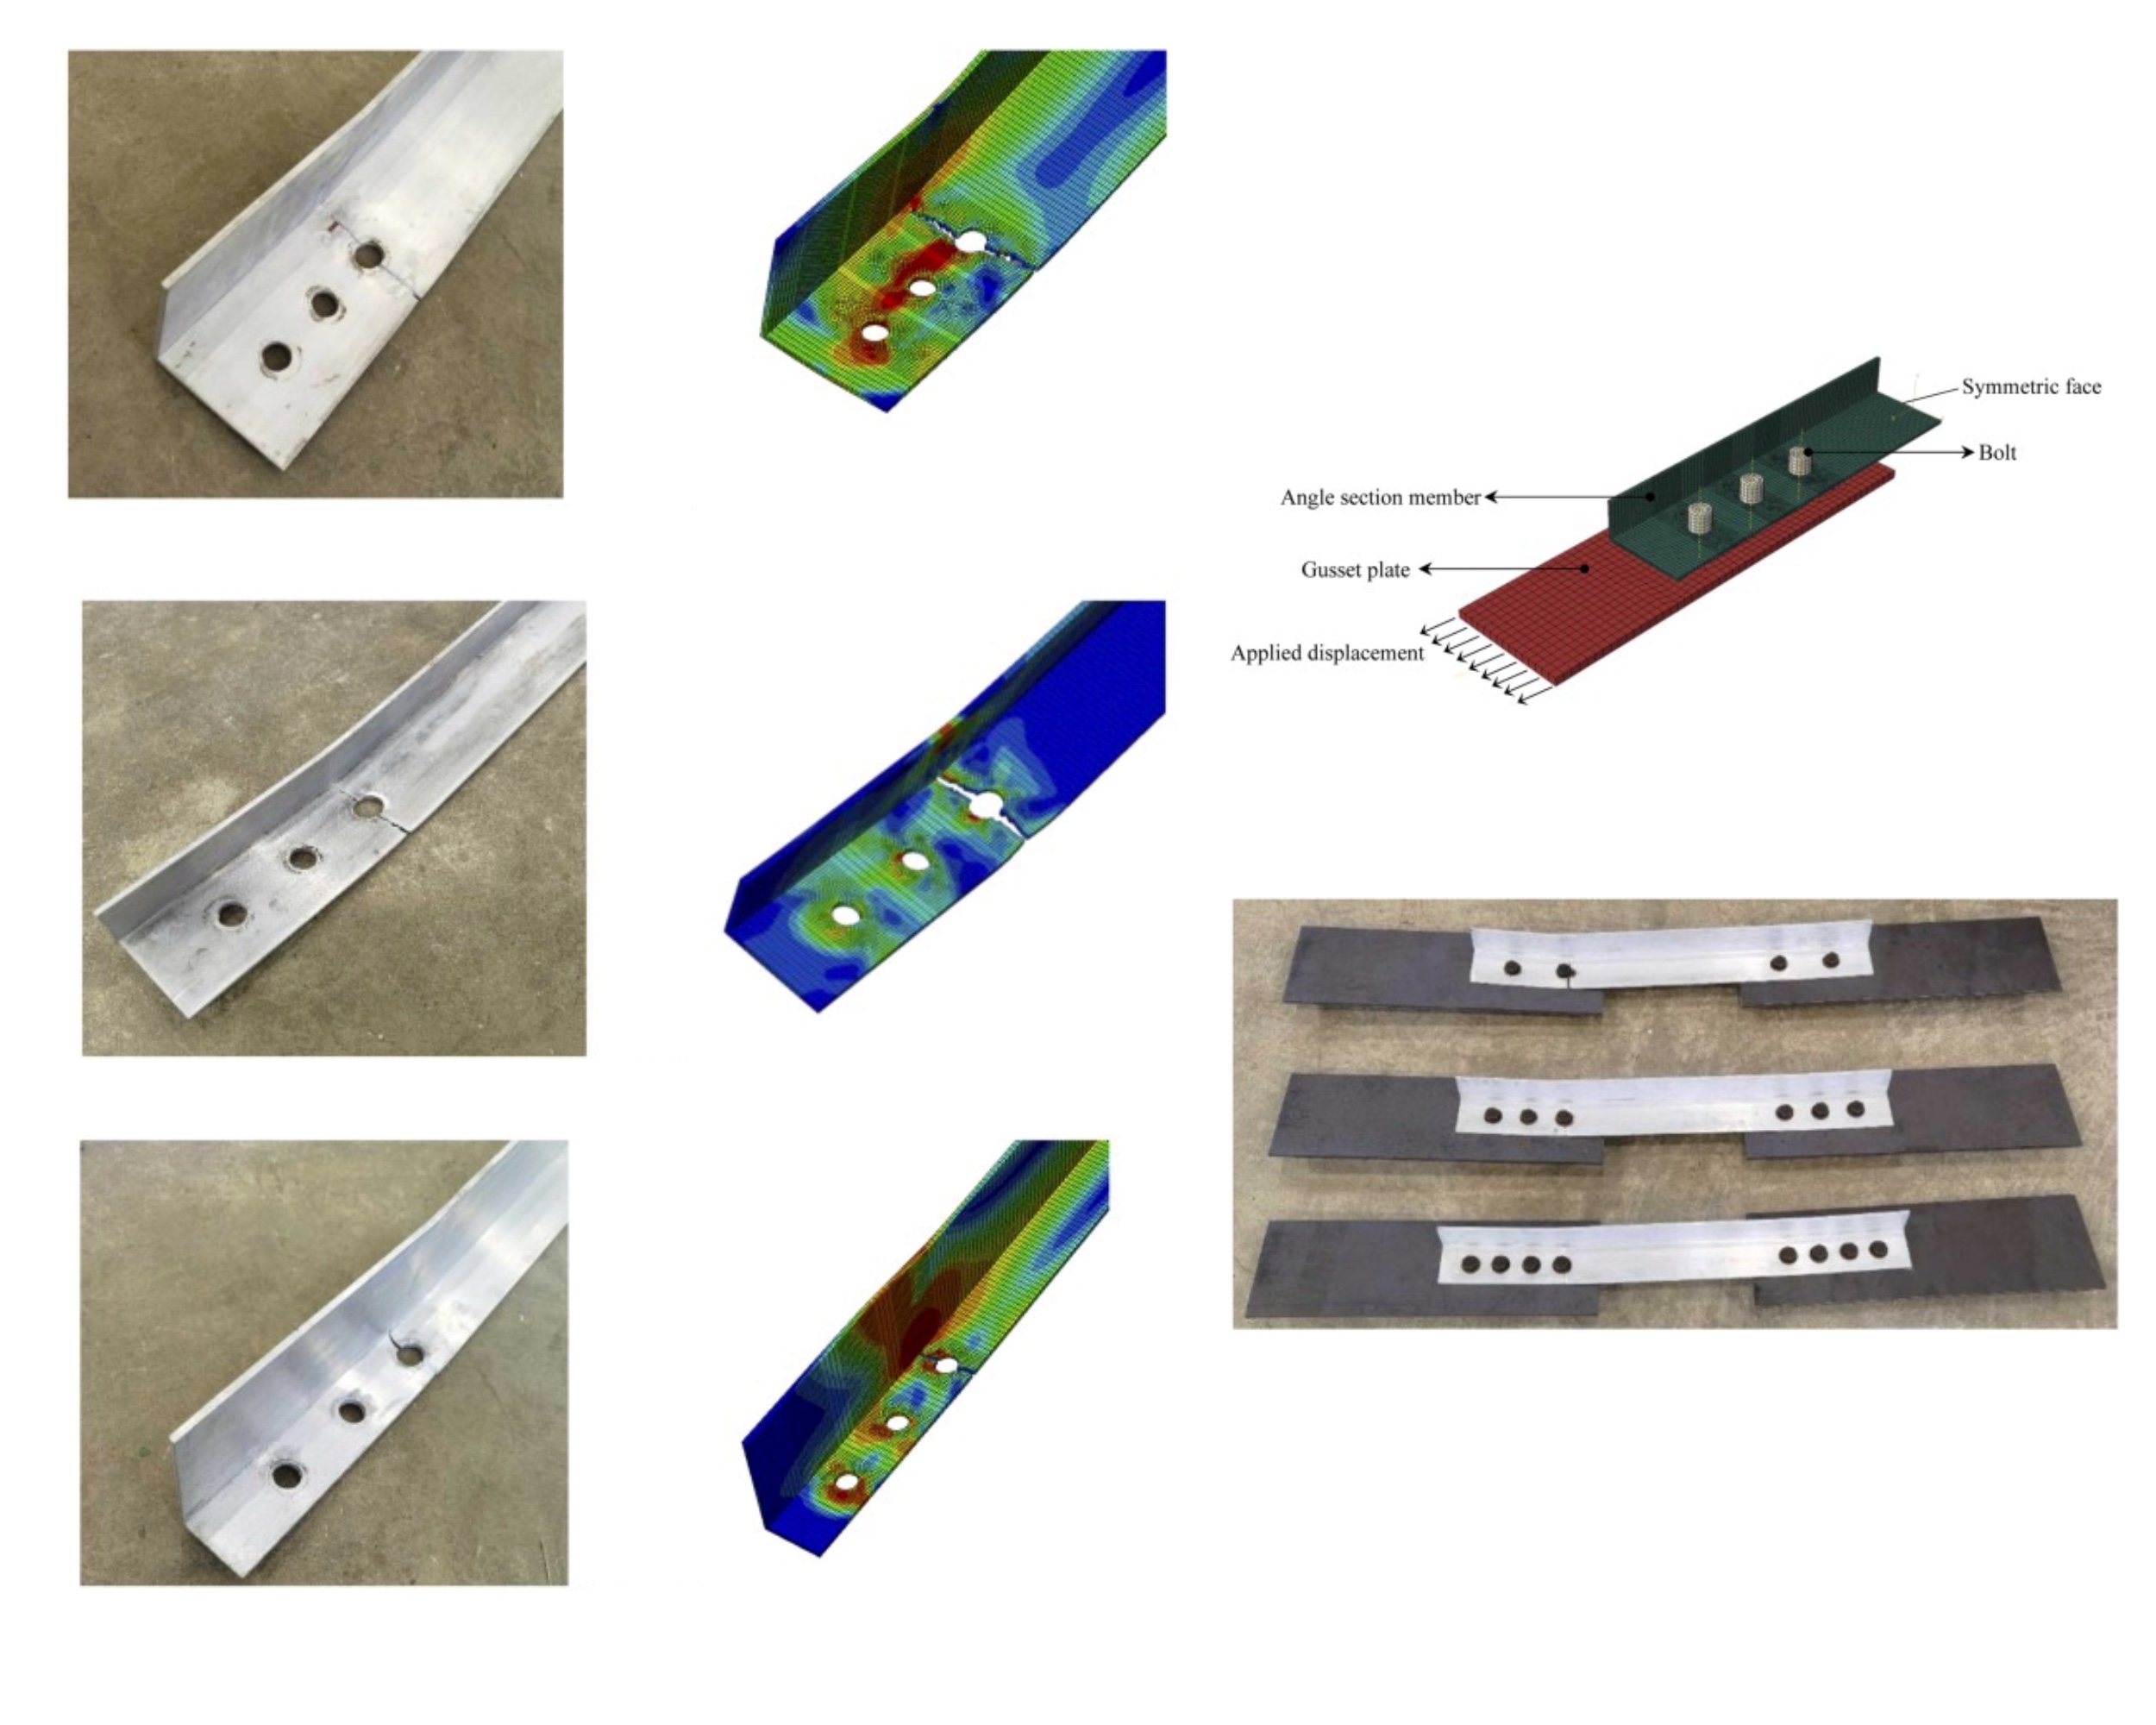 Symmetric face
Bolt
Angle section member
Gusset plate
Applied displacement